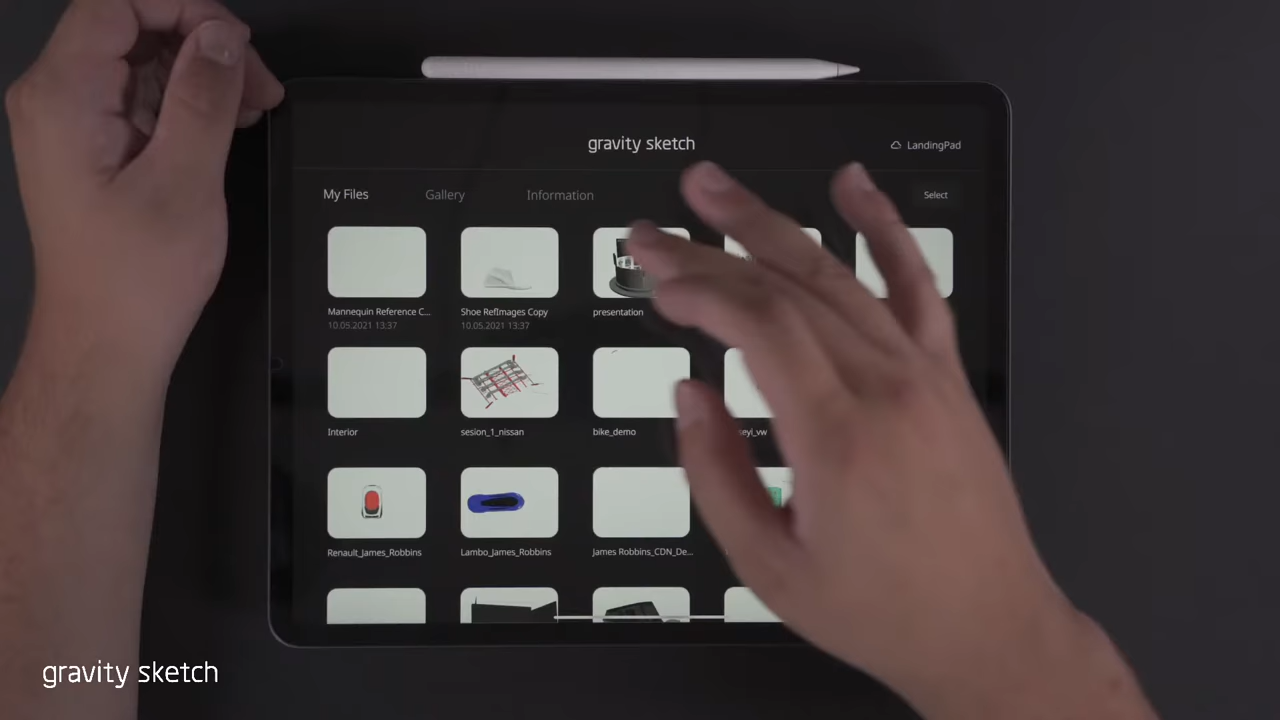 gravity sketch
LandingPad
My Files
Gallery
Information
Select
Mannequin Reference C...
Shoe RefImages Copy
presentation
10.05.2021 13:37
10.05.2021 13:37
Interior
sesion_1_nissan
bike_demo
Renault_James_Robbins
Lambo_James_Robbins
James Robbins_CDN_De...
gravity sketch